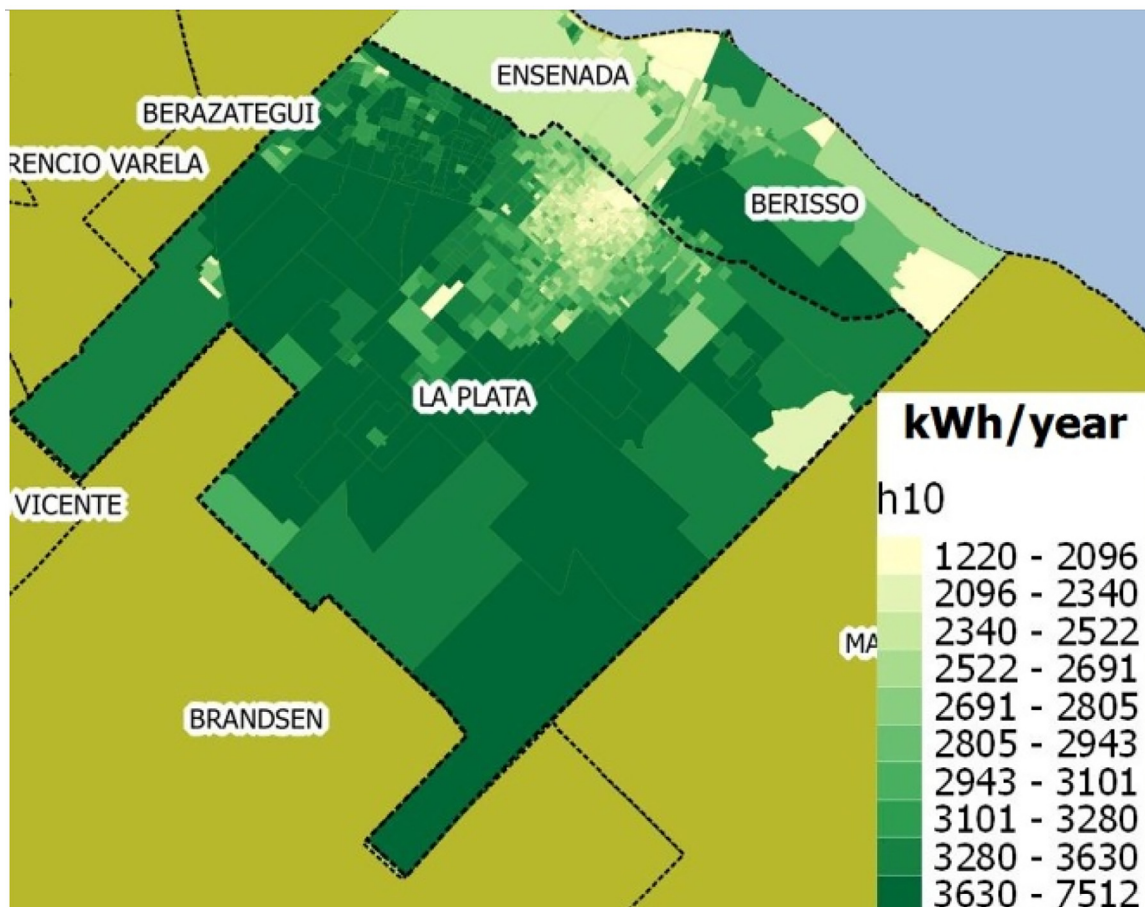 ENSENADA
BERAZATEGUI
RENCIO VARELA
BERISSO
LA PLATA
VICENTE
MA
BRANDSEN
kWh/year
h10
1220 - 2096
2096 - 2340
2340 - 2522
2522 - 2691
2691 - 2805
2805 - 2943
2943 - 3101
3101 - 3280
3280 - 3630
3630 - 7512